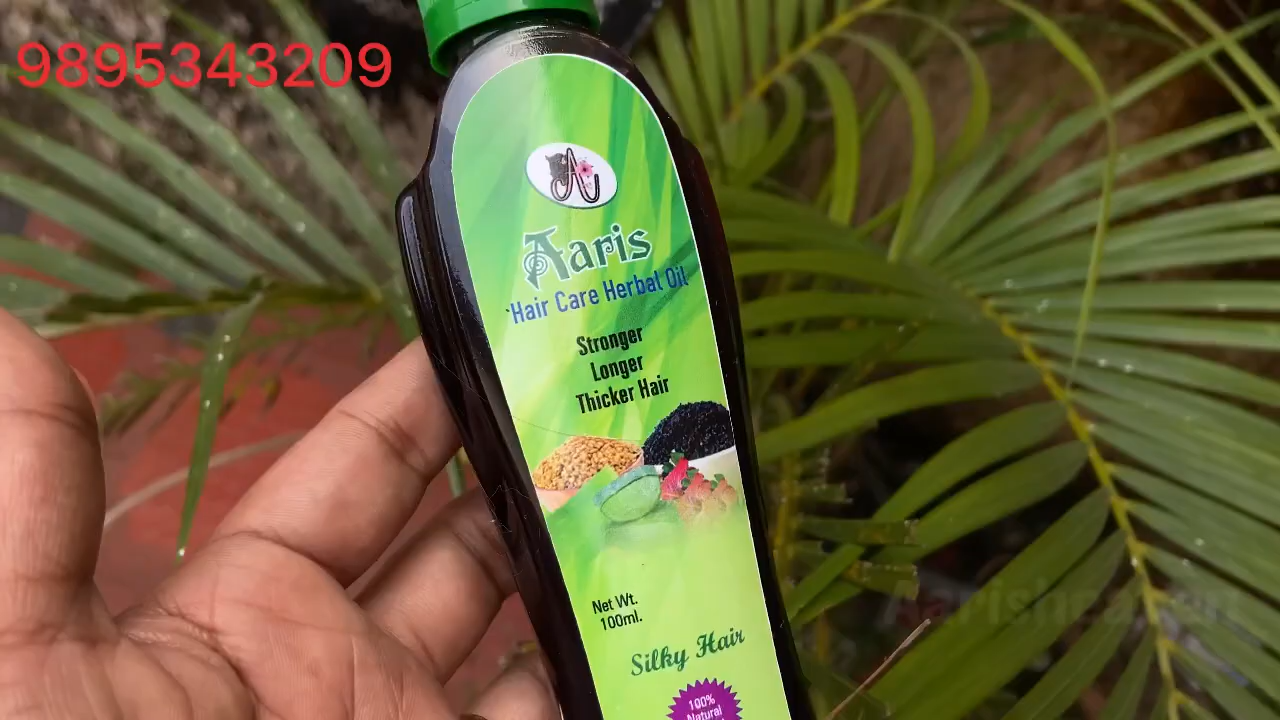 9895343209
Aaris
Hair Care Herbal Oil
Stronger
Longer
Thicker Hair
Net Wt.
100ml.
Silky Hair
100%
Natural